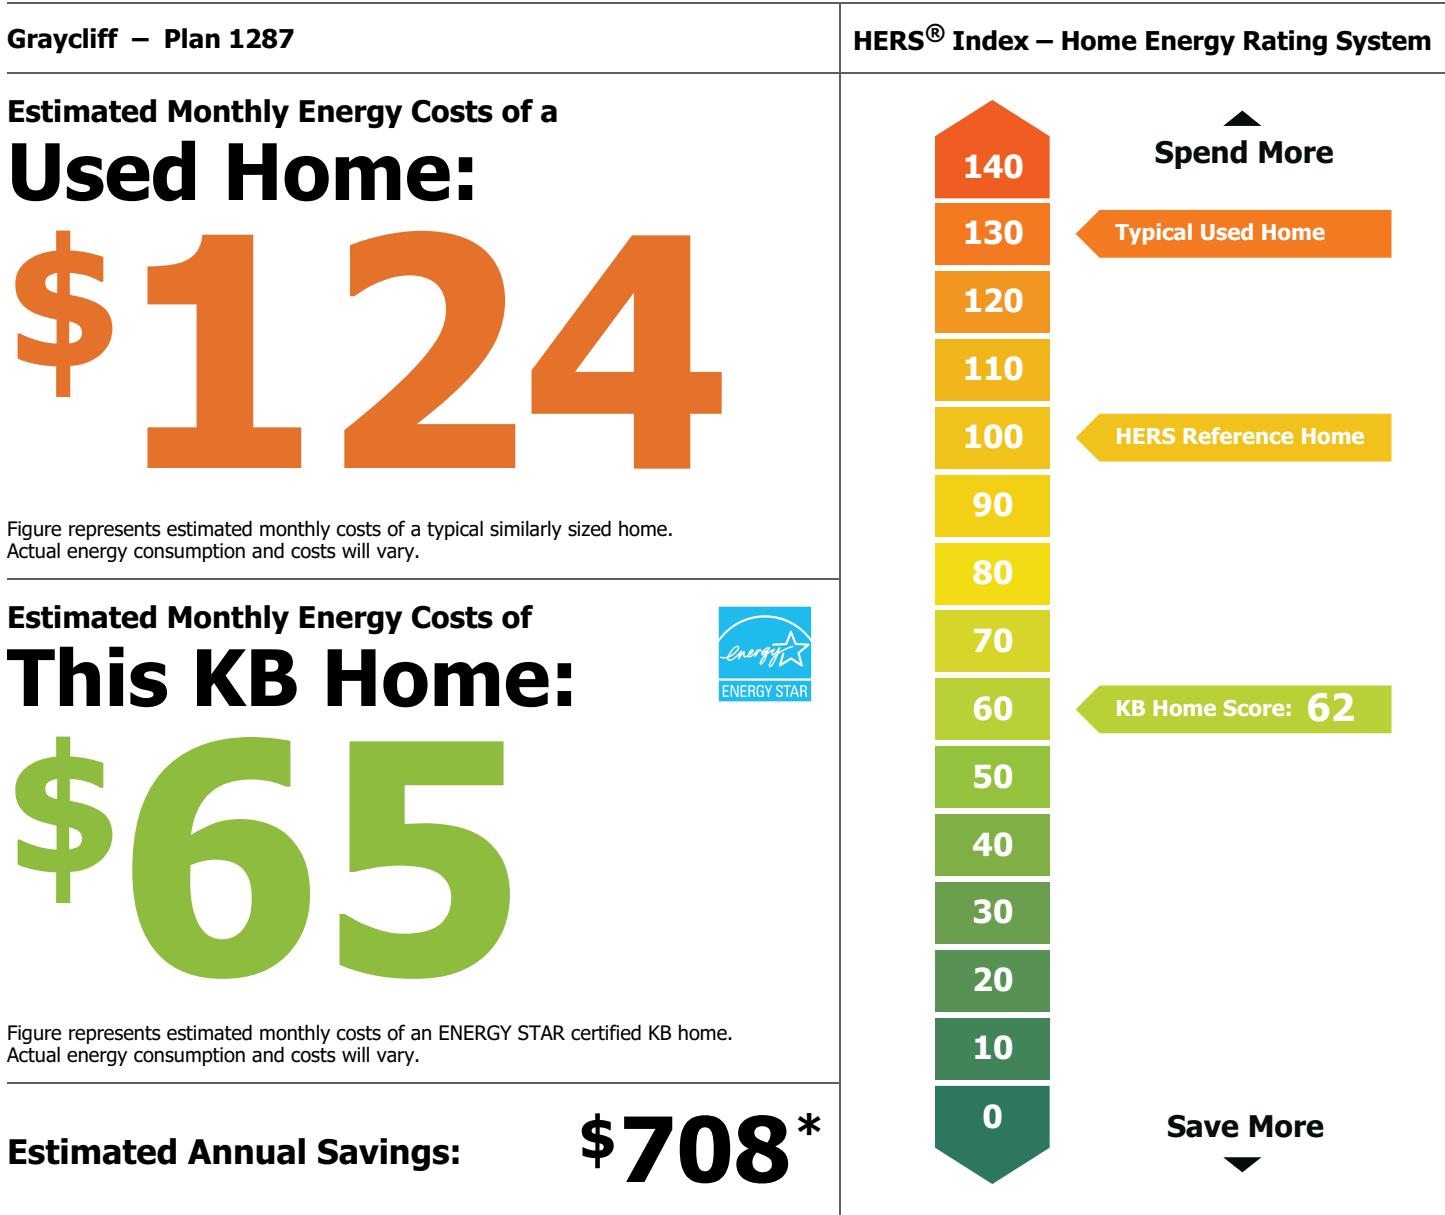 Graycliff – Plan 1287
Estimated Monthly Energy Costs of a
Used Home:
$124
Figure represents estimated monthly costs of a typical similarly sized home.
Actual energy consumption and costs will vary.
Estimated Monthly Energy Costs of
This KB Home:
energy
ENERGY STAR
$65
Figure represents estimated monthly costs of an ENERGY STAR certified KB home.
Actual energy consumption and costs will vary.
Estimated Annual Savings: $708*
HERS® Index – Home Energy Rating System
Spend More
140
130 Typical Used Home
120
110
100 HERS Reference Home
90
80
70
60 KB Home Score: 62
50
40
30
20
10
0
Save More